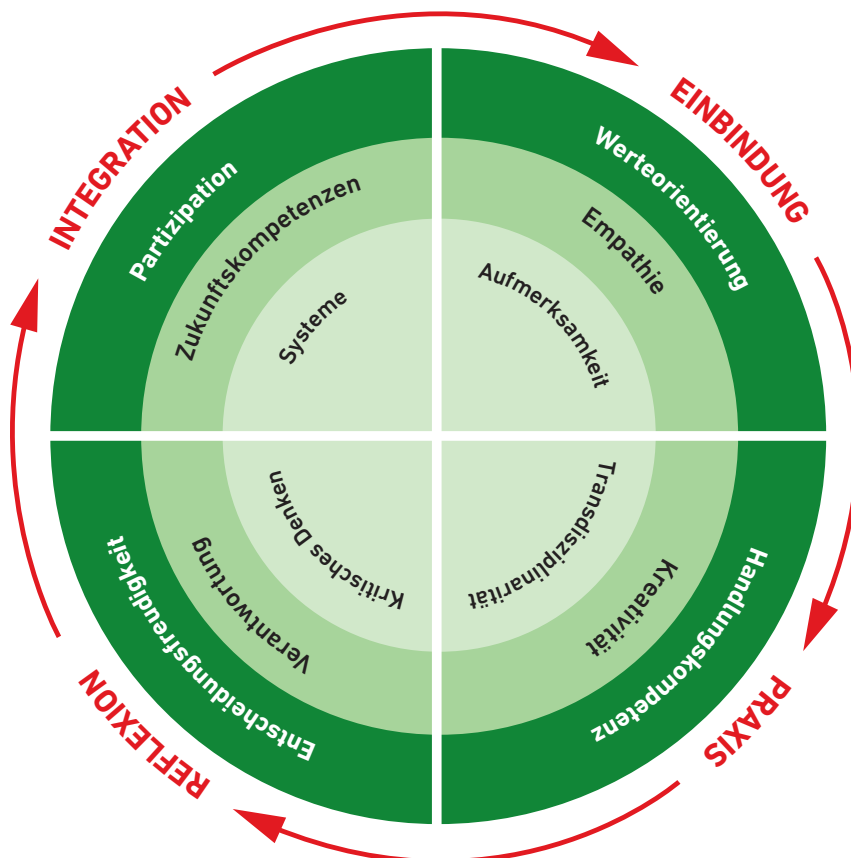 INTEGRATION
Partizipation
Zukunftskompetenzen
Systeme
EINBINDUNG
Werteorientierung
Empathie
Aufmerksamkeit
PRAXIS
Handlungskompetenz
Kreativität
Transdisziplinarität
REFLEXION
Entscheidungsfreudigkeit
Verantwortung
Kritisches Denken